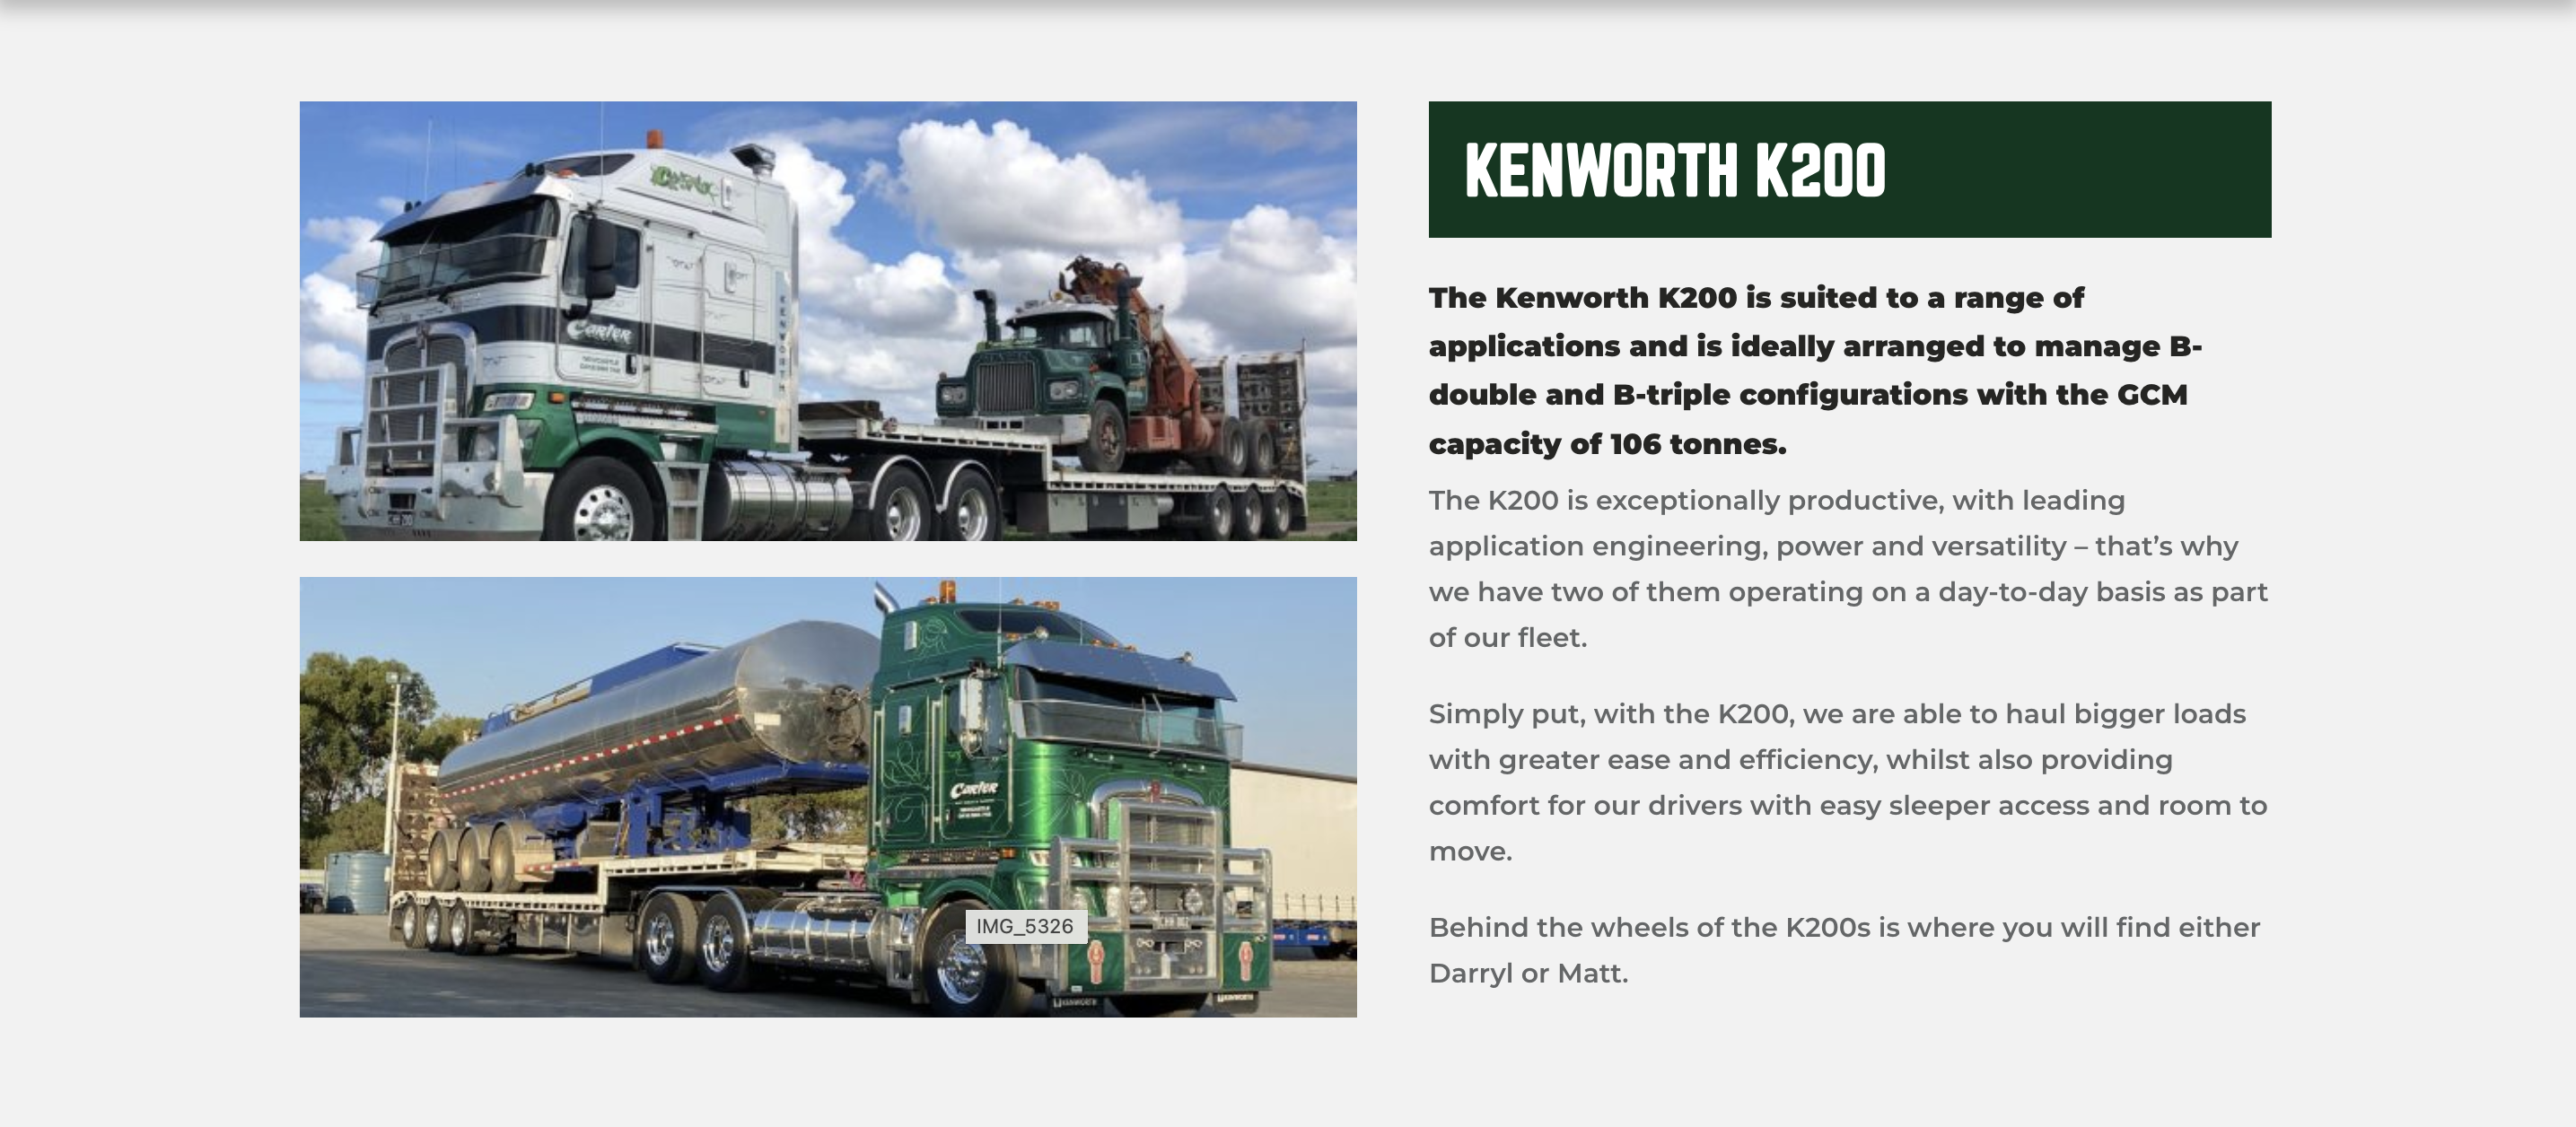 Carter
KENWORTH
IMG_5326
Carter
KENWORTH
KENWORTH
KENWORTH K200
The Kenworth K200 is suited to a range of
applications and is ideally arranged to manage B-
double and B-triple configurations with the GCM
capacity of 106 tonnes.
The K200 is exceptionally productive, with leading
application engineering, power and versatility – that’s why
we have two of them operating on a day-to-day basis as part
of our fleet.
Simply put, with the K200, we are able to haul bigger loads
with greater ease and efficiency, whilst also providing
comfort for our drivers with easy sleeper access and room to
move.
Behind the wheels of the K200s is where you will find either
Darryl or Matt.